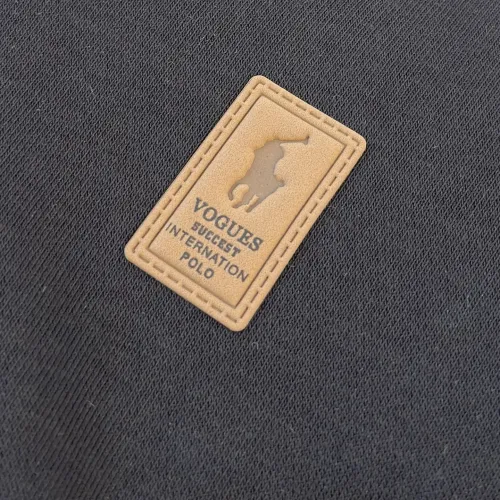 VOGUES
SUCCEST
INTERNATION
POLO